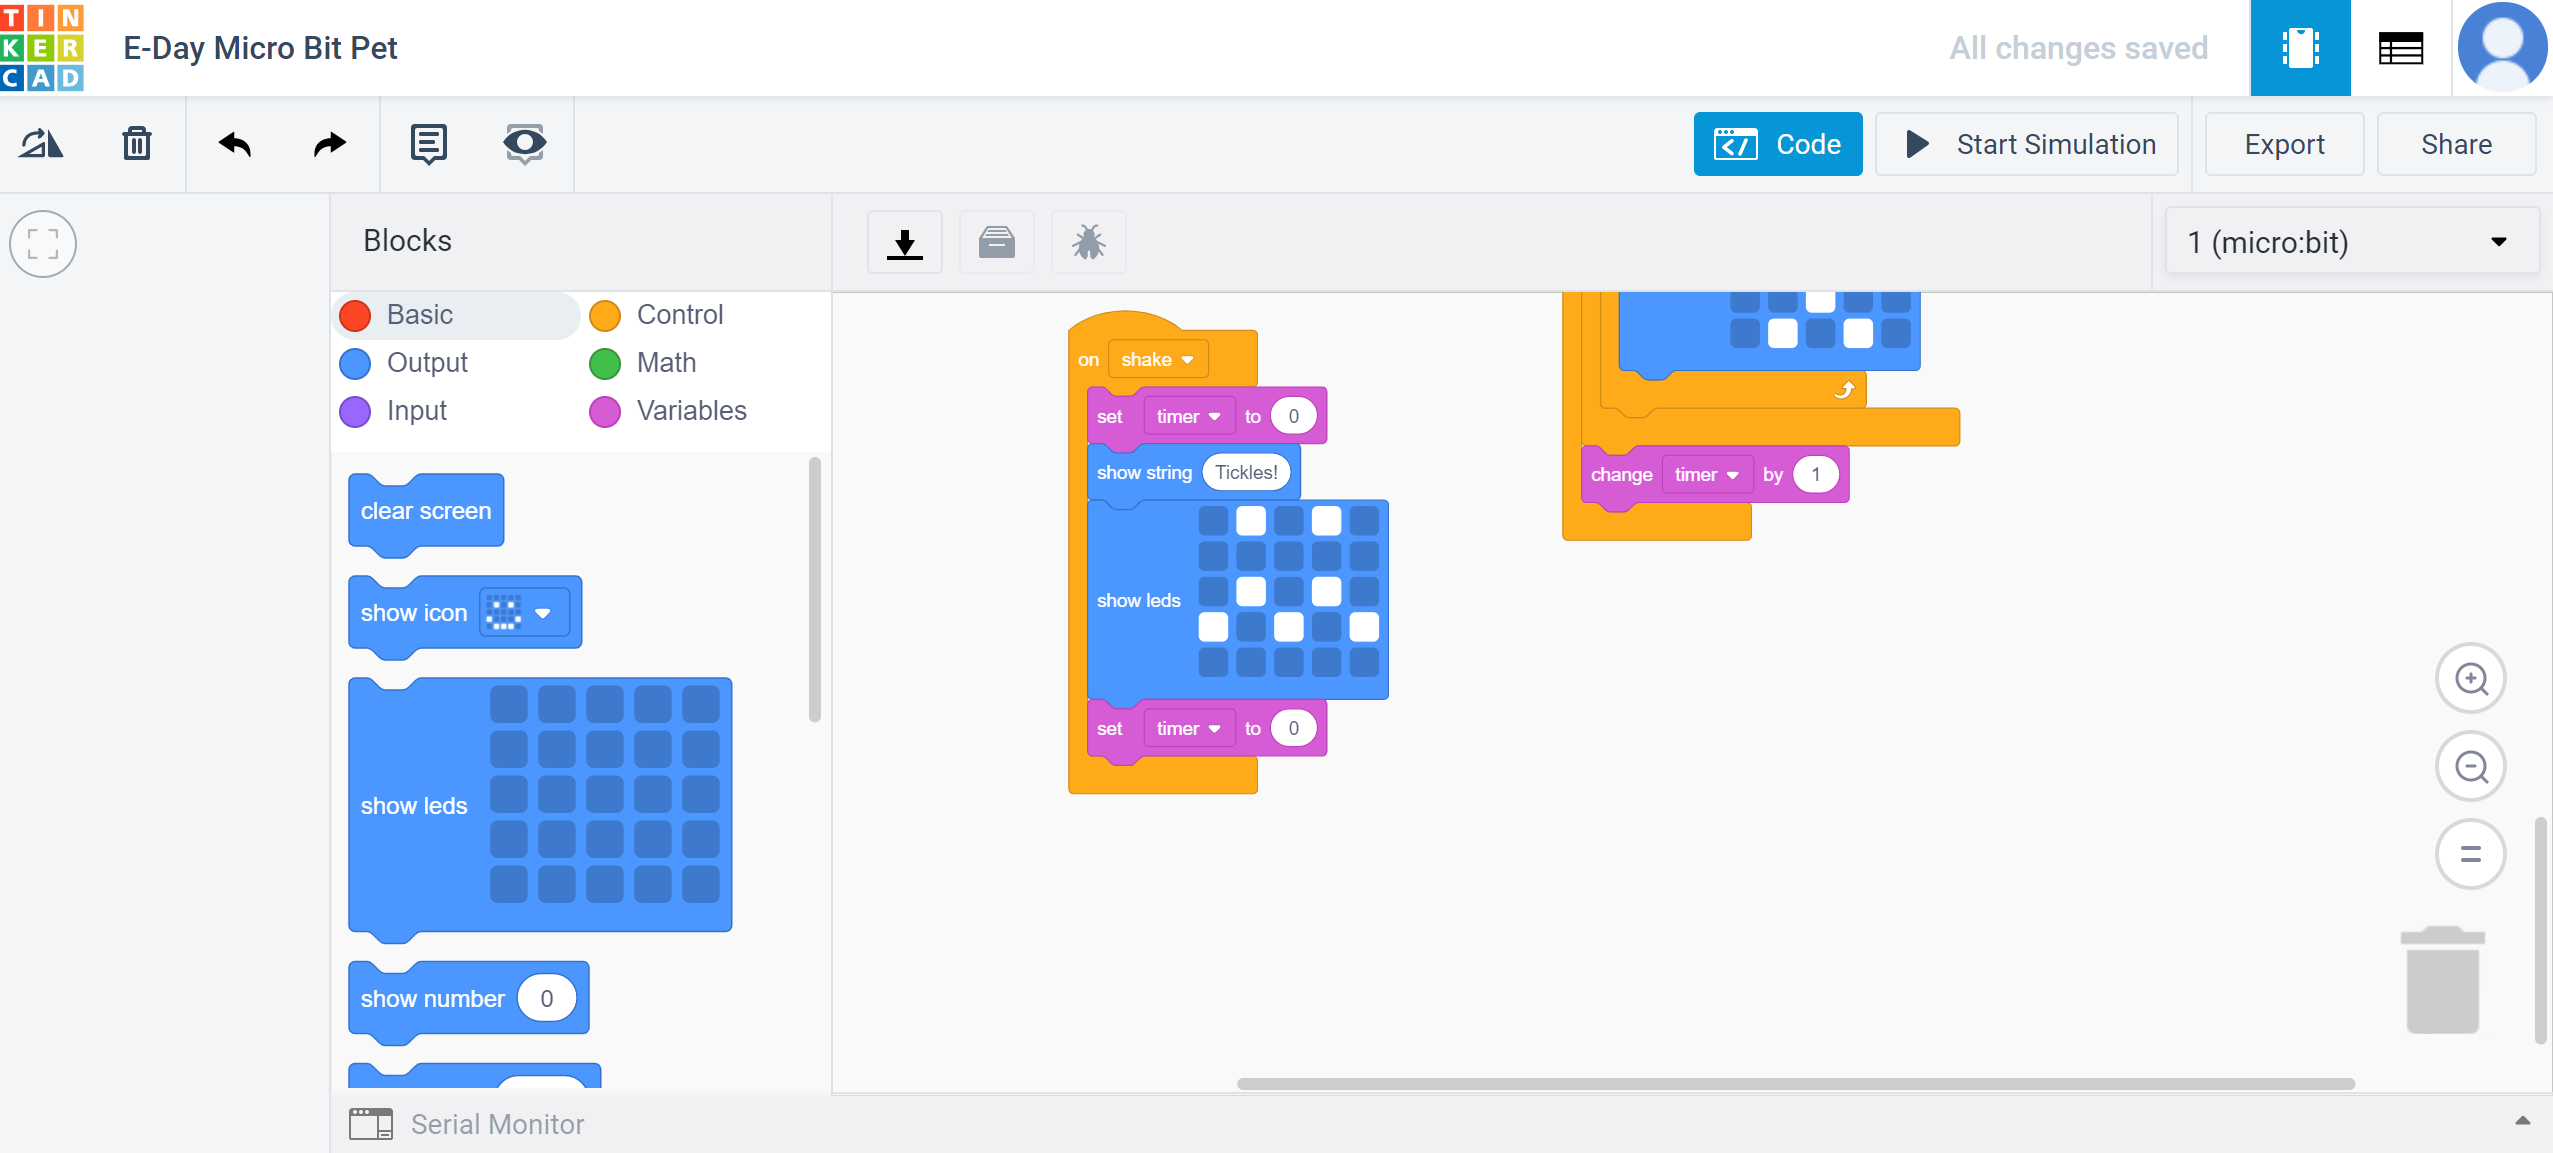 TIN
KER
CAD
E-Day Micro Bit Pet
All changes saved
Code
Start Simulation
Export
Share
Blocks
1 (micro:bit)
Basic
Control
Output
Math
Input
Variables
clear screen
show icon
show leds
show number 0
on shake
set timer to 0
show string Tickles!
show leds
set timer to 0
change timer by 1
Serial Monitor